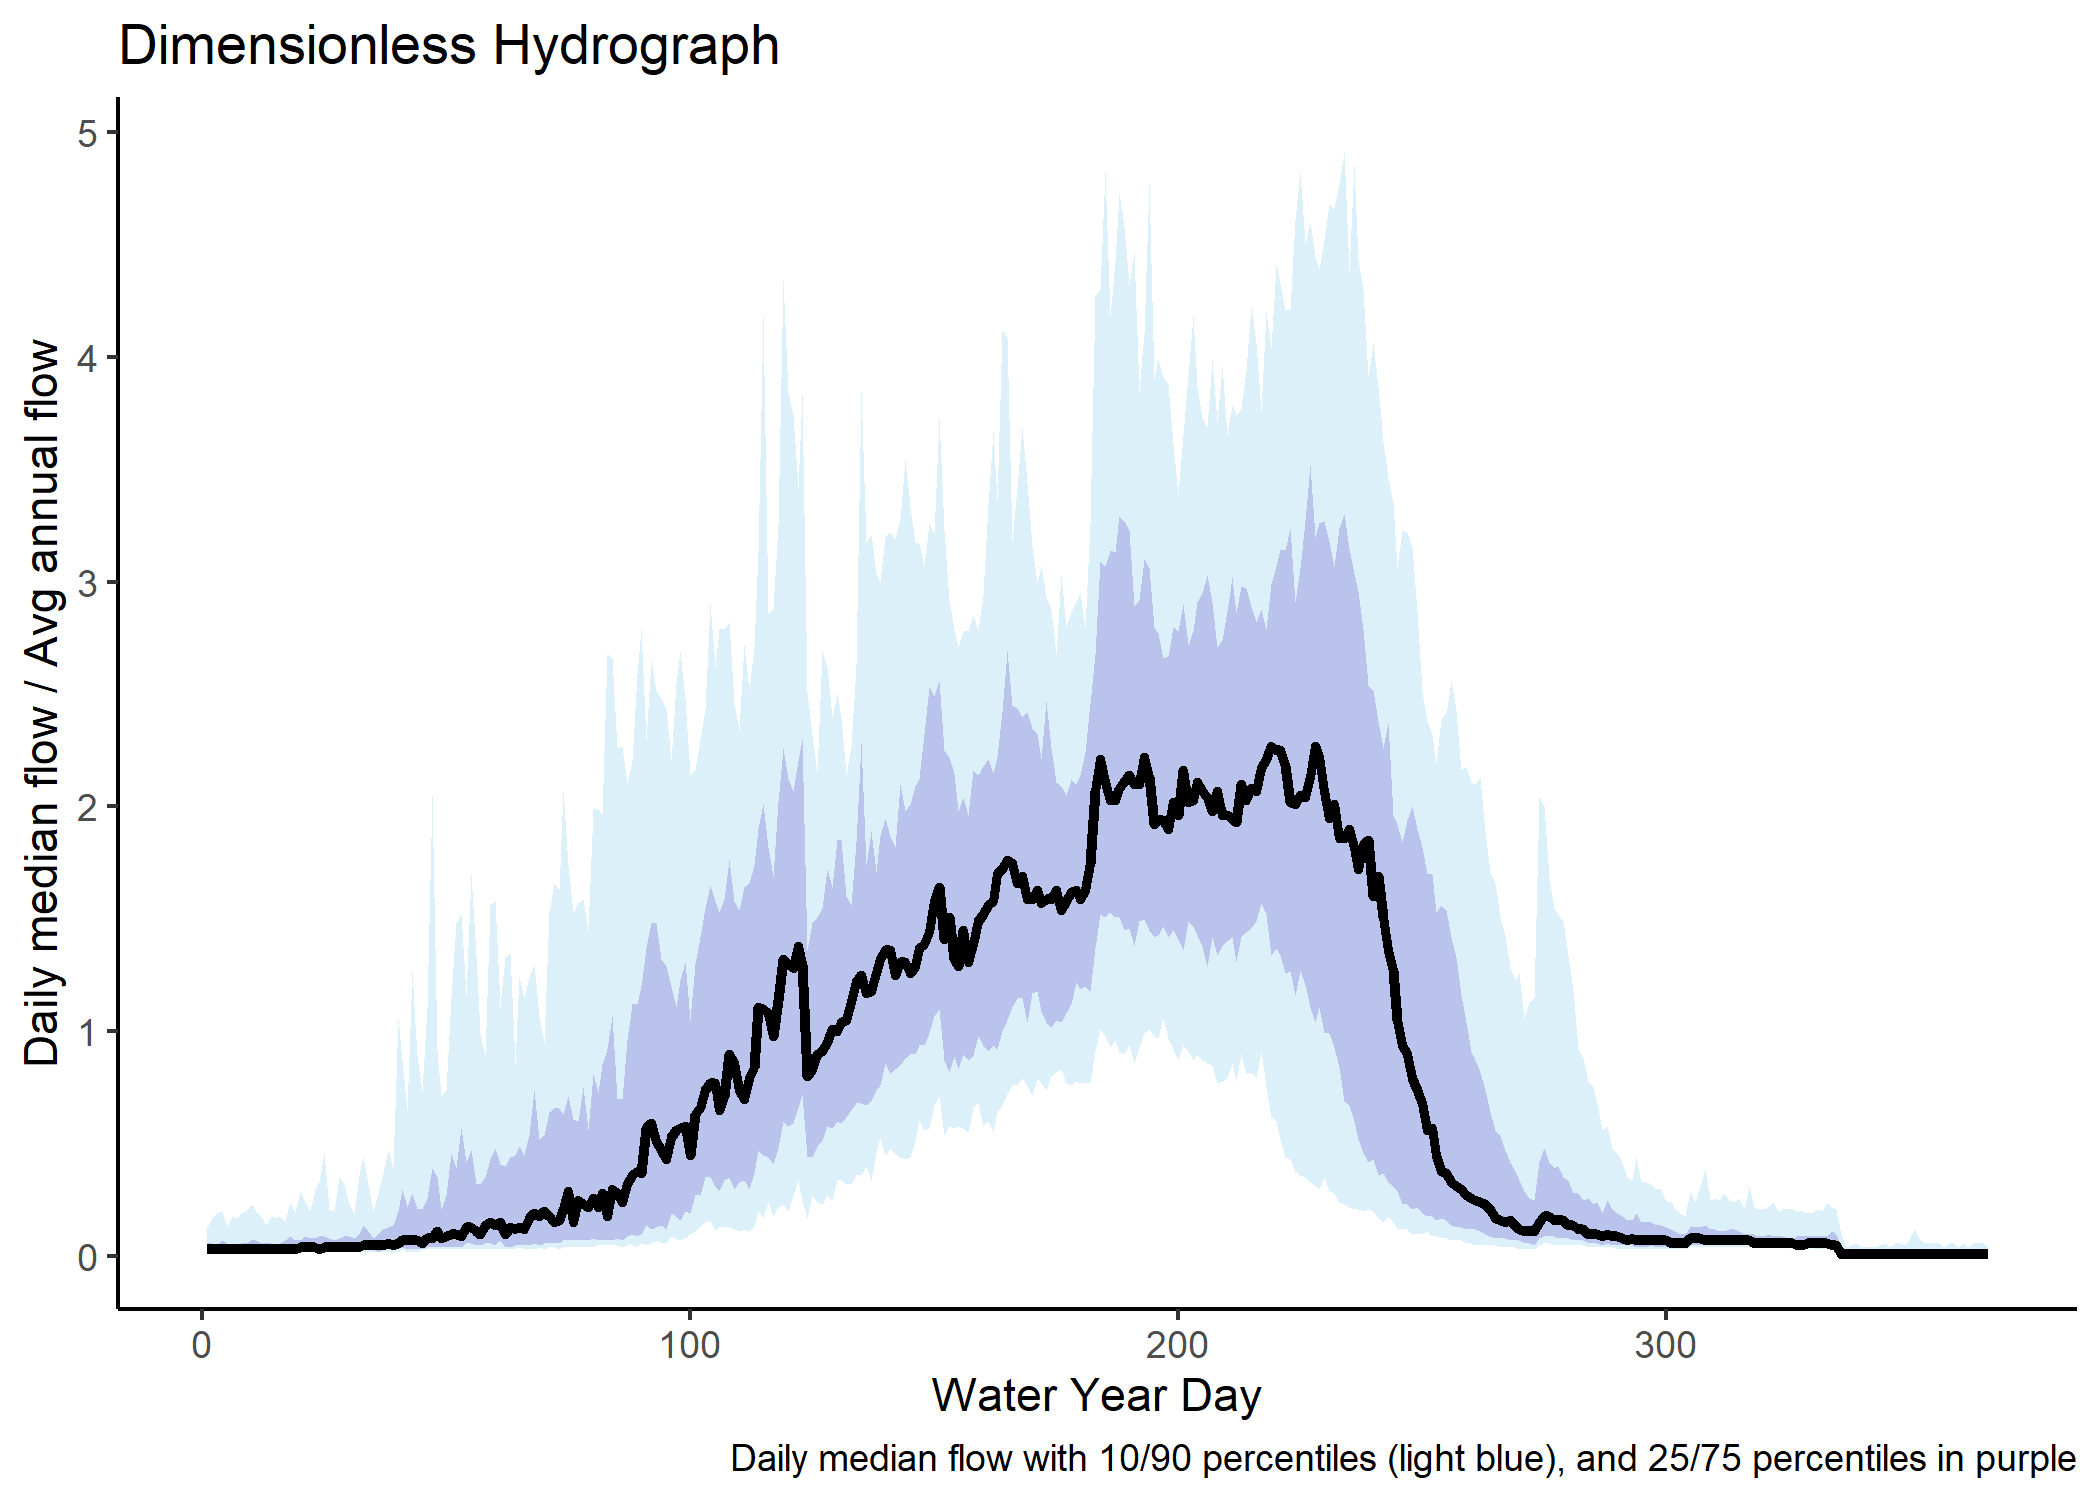 Dimensionless Hydrograph
Daily median flow / Avg annual flow
5
4
3
2
1
0
0 100 200 300
Water Year Day
Daily median flow with 10/90 percentiles (light blue), and 25/75 percentiles in purple